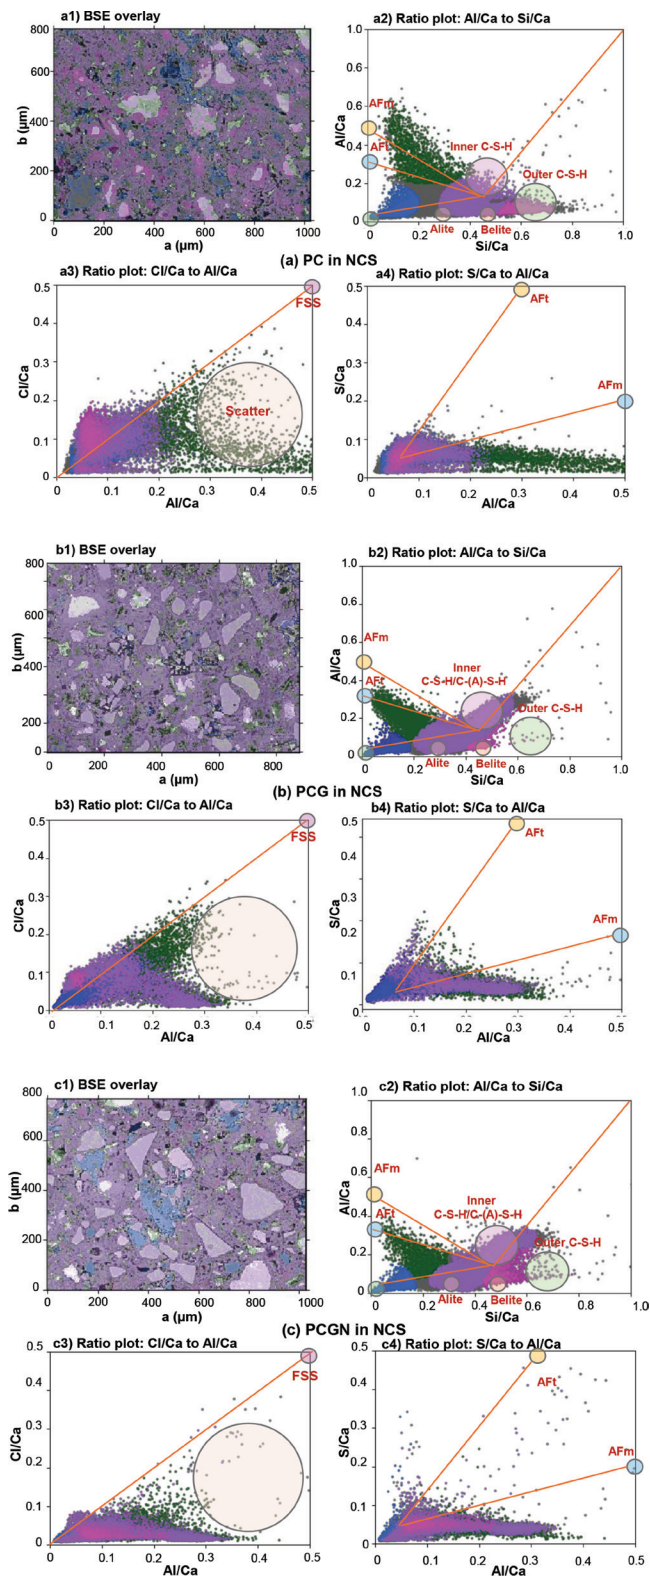 a1) BSE overlay
800
600
b (µm)
400
200
0
0 200 400 600 800 1000
a (µm)
a2) Ratio plot: Al/Ca to Si/Ca
1.0
0.8
AFm
0.6
Al/Ca
AFt
Inner C-S-H
0.4
Outer C-S-H
0.2
0
0 0.2 0.4 0.6 0.8 1.0
Alite Belite
Si/Ca
(a) PC in NCS
a3) Ratio plot: Cl/Ca to Al/Ca
0.5
FSS
0.4
0.3
Cl/Ca
0.2
Scatter
0.1
0
0 0.1 0.2 0.3 0.4 0.5
Al/Ca
a4) Ratio plot: S/Ca to Al/Ca
0.5
AFt
0.4
0.3
S/Ca
AFm
0.2
0.1
0
0 0.1 0.2 0.3 0.4 0.5
Al/Ca
b1) BSE overlay
800
600
b (µm)
400
200
0
0 200 400 600 800
a (µm)
b2) Ratio plot: Al/Ca to Si/Ca
1.0
0.8
AFm
0.6
Al/Ca
Inner
AFt
C-S-H/C-(A)-S-H
0.4
Outer C-S-H
0.2
0
0 0.2 0.4 0.6 0.8 1.0
Alite Belite
Si/Ca
(b) PCG in NCS
b3) Ratio plot: Cl/Ca to Al/Ca
0.5
FSS
0.4
0.3
Cl/Ca
0.2
0.1
0
0 0.1 0.2 0.3 0.4 0.5
Al/Ca
b4) Ratio plot: S/Ca to Al/Ca
0.5
AFt
0.4
0.3
S/Ca
AFm
0.2
0.1
0
0 0.1 0.2 0.3 0.4 0.5
Al/Ca
c1) BSE overlay
800
600
b (µm)
400
200
0
0 200 400 600 800 1000
a (µm)
c2) Ratio plot: Al/Ca to Si/Ca
1.0
0.8
AFm
0.6
Al/Ca
Inner
AFt
C-S-H/C-(A)-S-H
0.4
Outer C-S-H
0.2
0
0 0.2 0.4 0.6 0.8 1.0
Alite Belite
Si/Ca
(c) PCGN in NCS
c3) Ratio plot: Cl/Ca to Al/Ca
0.5
FSS
0.4
0.3
Cl/Ca
0.2
0.1
0
0 0.1 0.2 0.3 0.4 0.5
Al/Ca
c4) Ratio plot: S/Ca to Al/Ca
0.5
AFt
0.4
0.3
S/Ca
AFm
0.2
0.1
0
0 0.1 0.2 0.3 0.4 0.5
Al/Ca